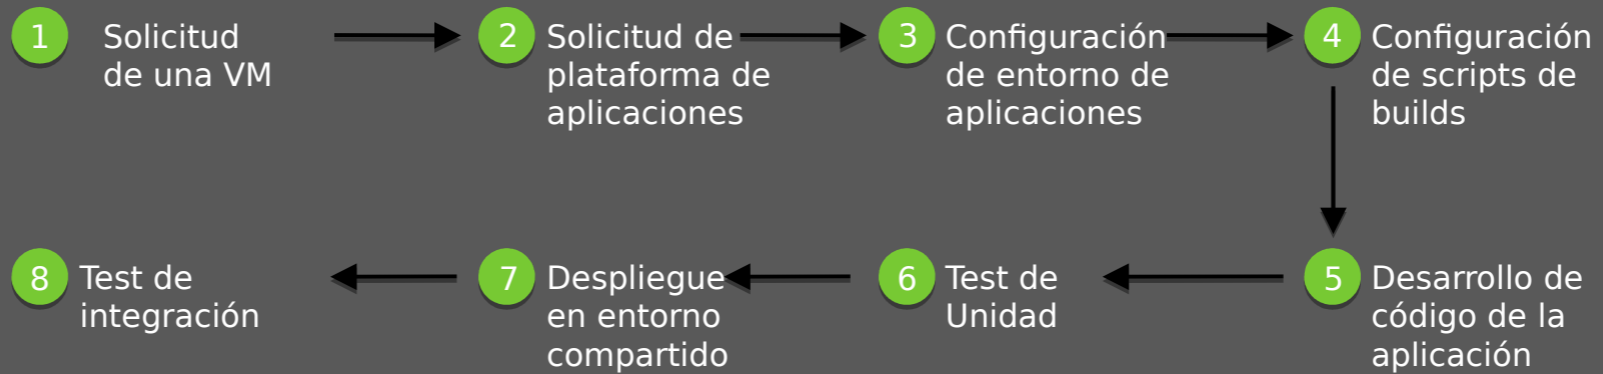 1
Solicitud
de una VM
2
Solicitud de
plataforma de
aplicaciones
3
Configuración
de entorno de
aplicaciones
4
Configuración
de scripts de
builds
5
Desarrollo de
código de la
aplicación
6
Test de
Unidad
7
Despliegue
en entorno
compartido
8
Test de
integración